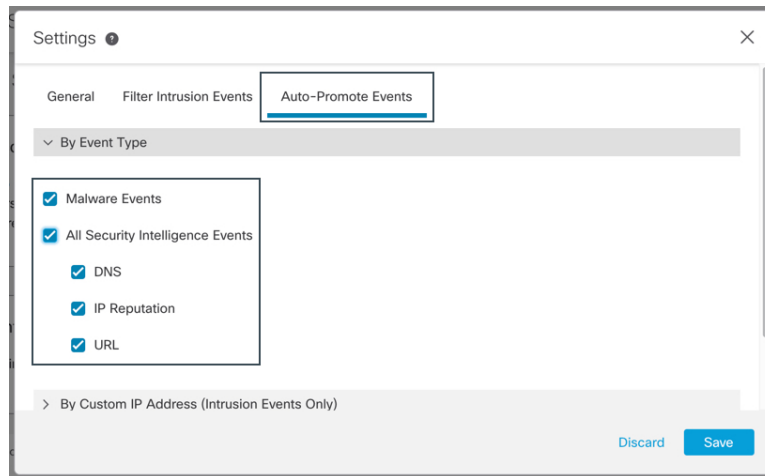 Settings
General Filter Intrusion Events Auto-Promote Events
By Event Type
Malware Events
All Security Intelligence Events
DNS
IP Reputation
URL
By Custom IP Address (Intrusion Events Only)
Discard Save